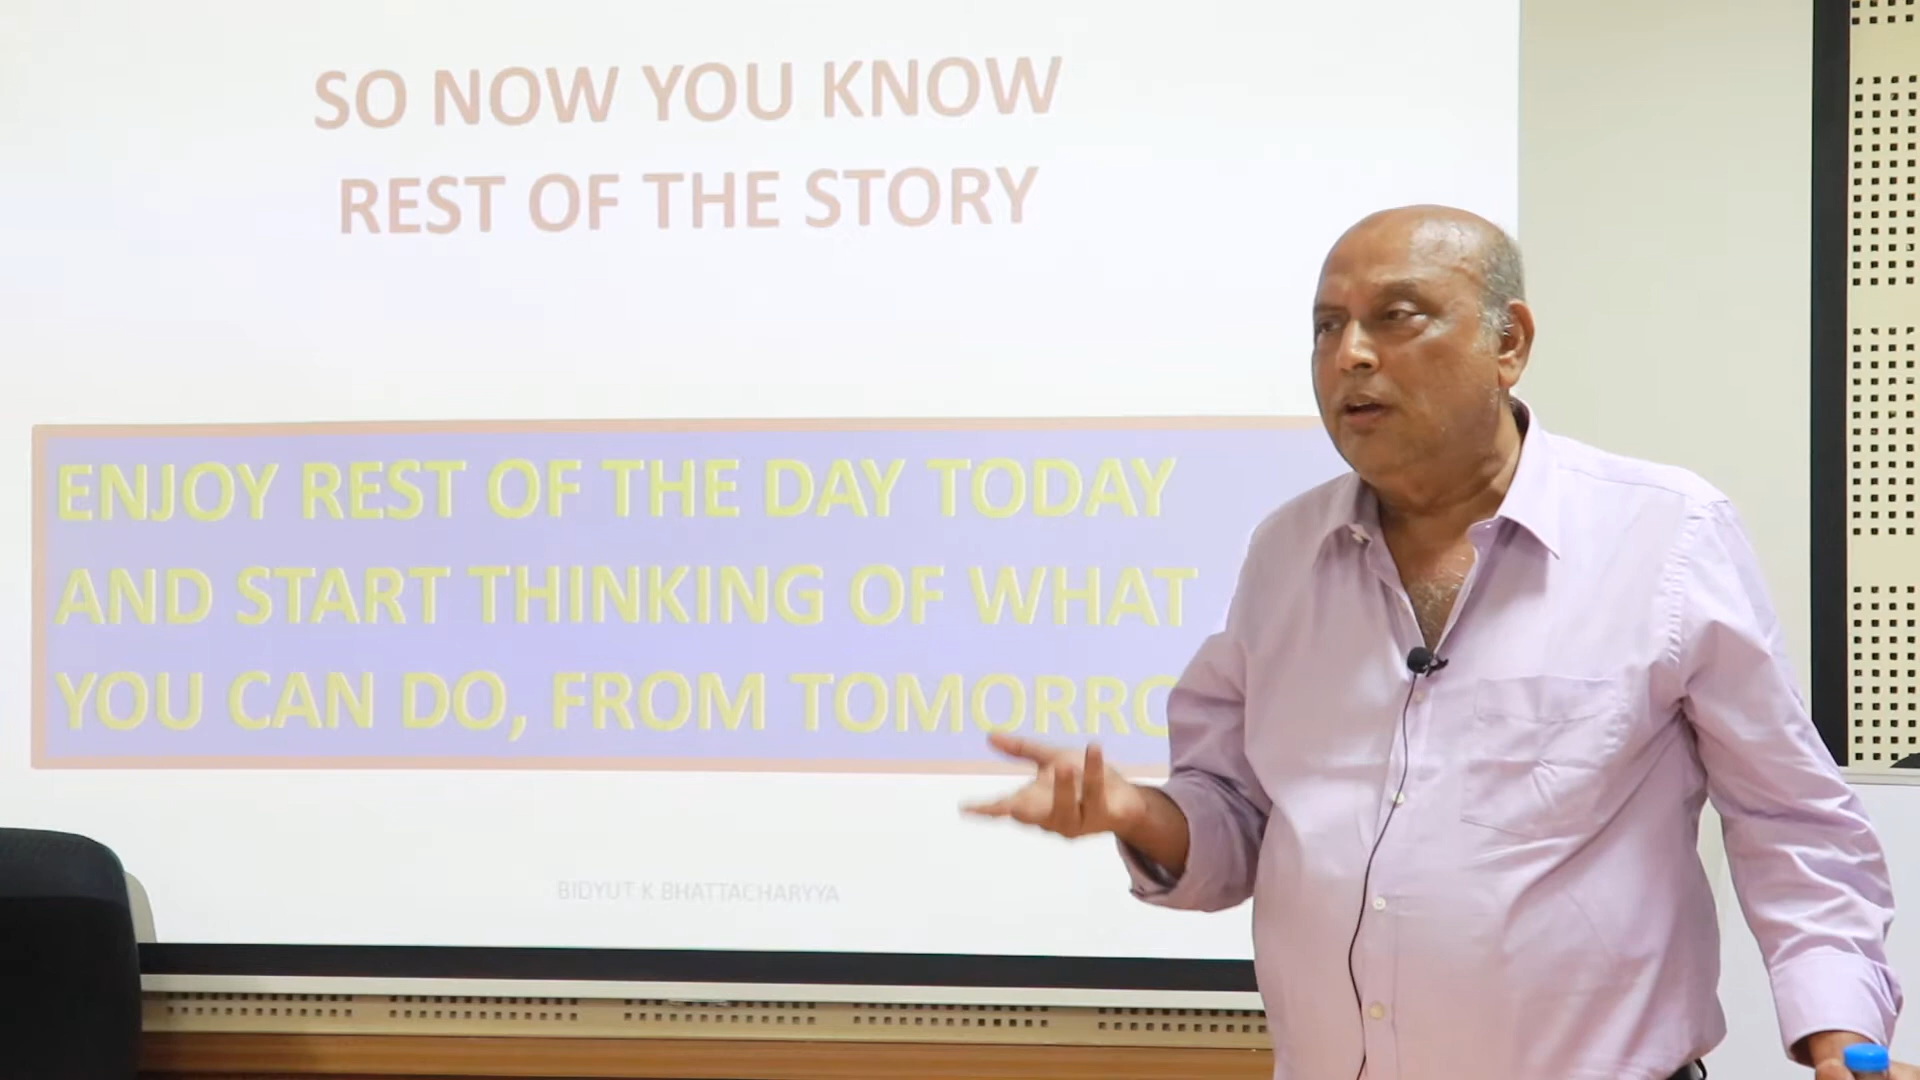 SO NOW YOU KNOW
REST OF THE STORY
ENJOY REST OF THE DAY TODAY
AND START THINKING OF WHAT
YOU CAN DO, FROM TOMORRO
BIDYUT K BHATTACHARYYA